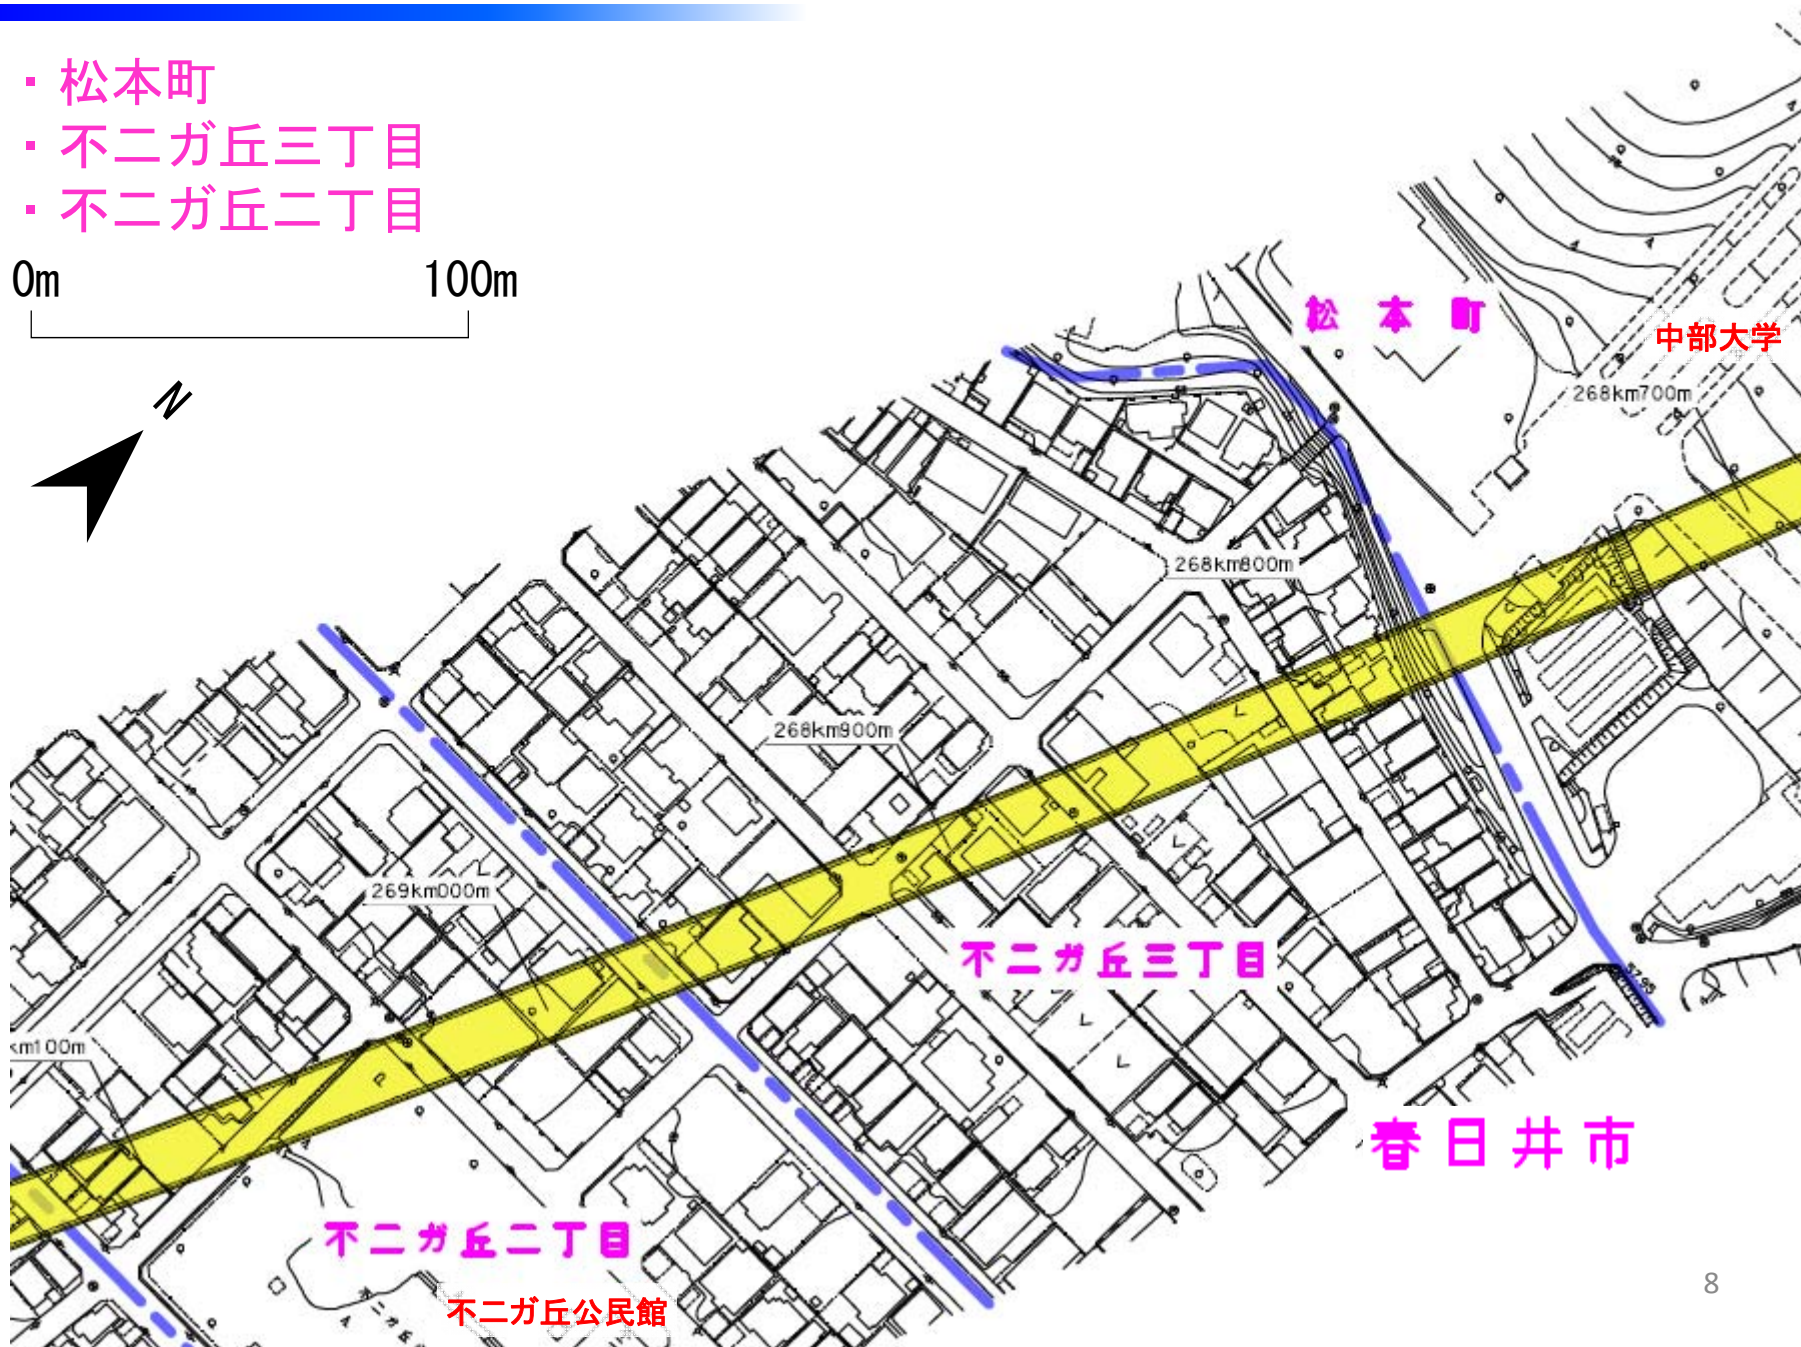 ・松本町
・不二ガ丘三丁目
・不二ガ丘二丁目
0m 100m
N
松本町
中部大学
268km700m
268km800m
268km900m
269km000m
不二ガ丘三丁目
km100m
春日井市
不二ガ丘二丁目
不二ガ丘公民館
8